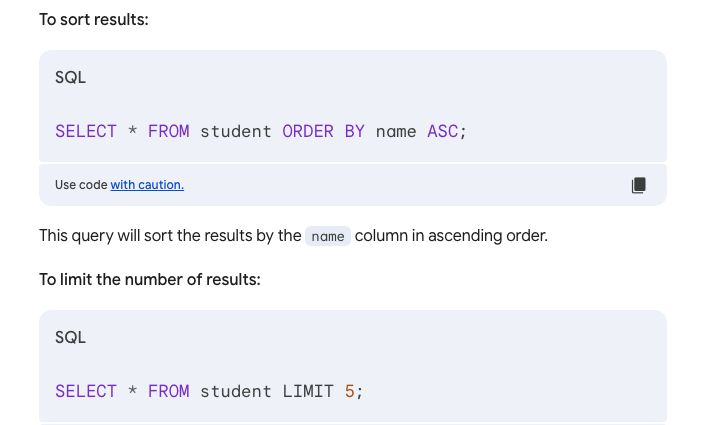 To sort results:
SQL
SELECT * FROM student ORDER BY name ASC;
Use code with caution.
This query will sort the results by the name column in ascending order.
To limit the number of results:
SQL
SELECT * FROM student LIMIT 5;